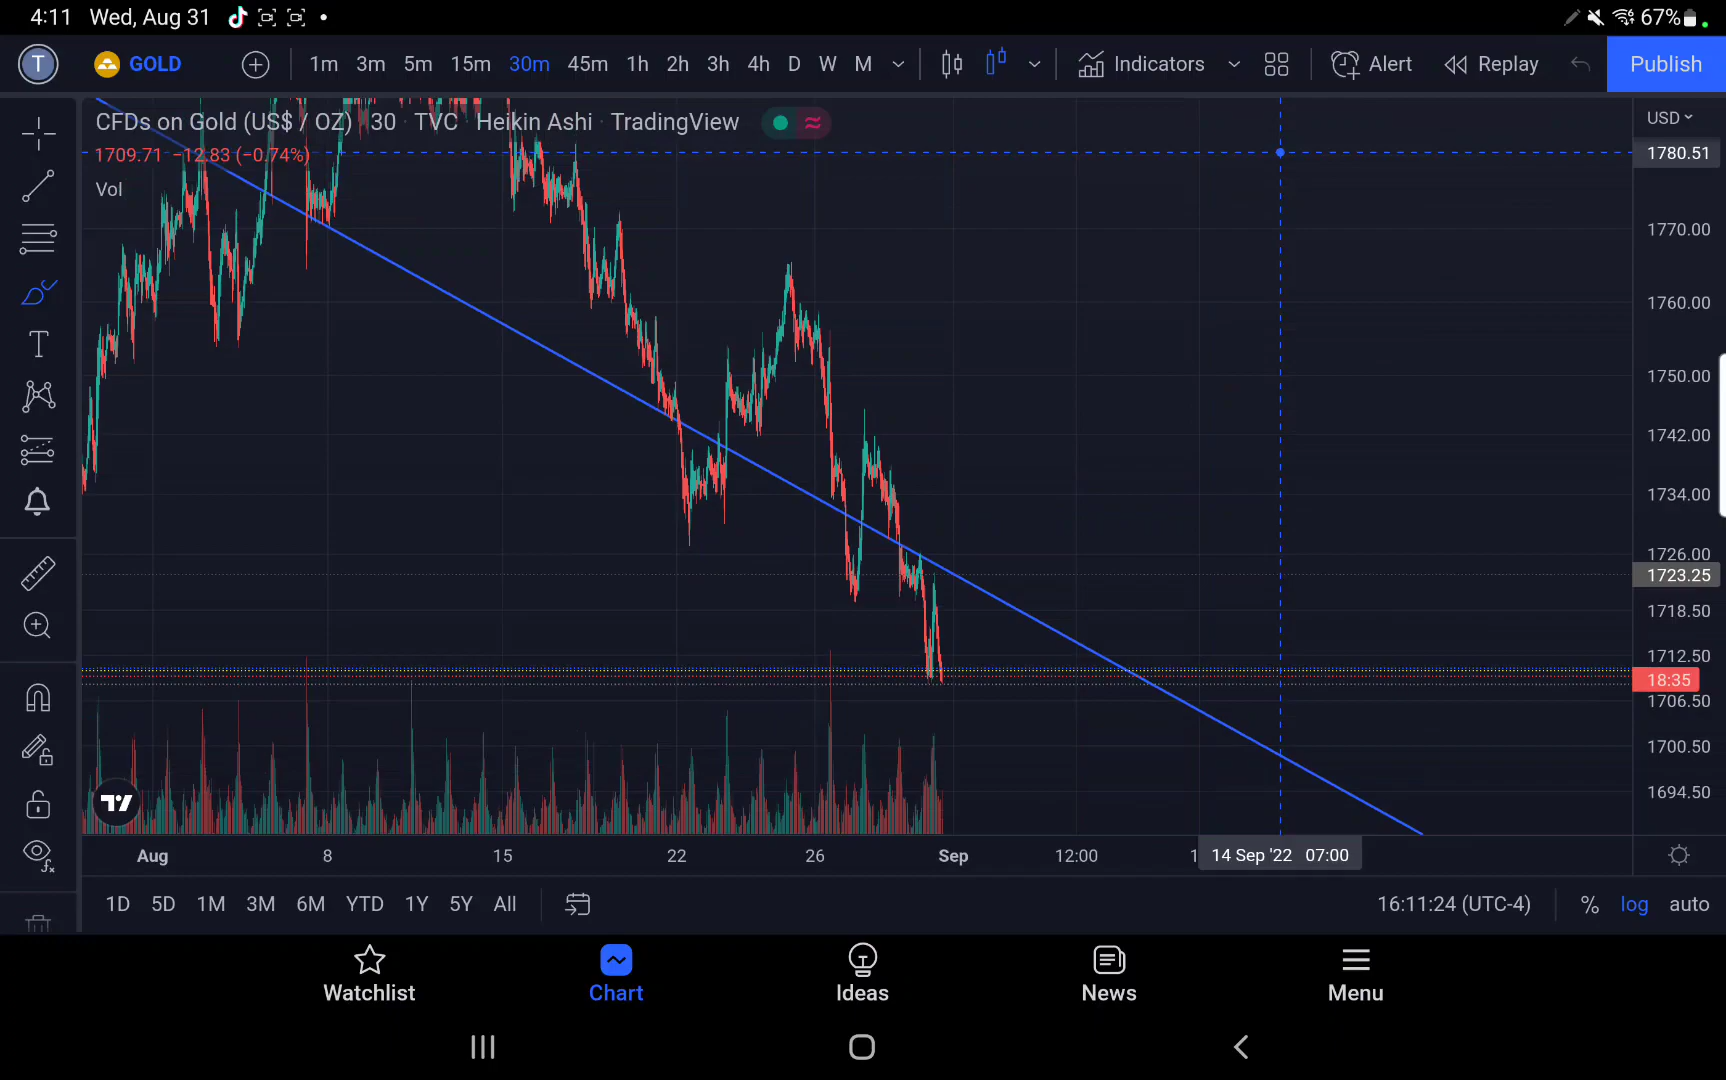 4:11 Wed, Aug 31 67%
T GOLD 1m 3m 5m 15m 30m 45m 1h 2h 3h 4h D W M Indicators Alert Replay Publish
CFDs on Gold (US$ / OZ) · 30 · TVC · Heikin Ashi · TradingView
1709.71 −12.83 (−0.74%)
Vol
USD
1780.51
1770.00
1760.00
1750.00
1742.00
1734.00
1726.00
1723.25
1718.50
1712.50
18:35
1706.50
1700.50
1694.50
Aug 8 15 22 26 Sep 12:00 1 14 Sep '22 07:00
1D 5D 1M 3M 6M YTD 1Y 5Y All 16:11:24 (UTC-4) % log auto
Watchlist Chart Ideas News Menu